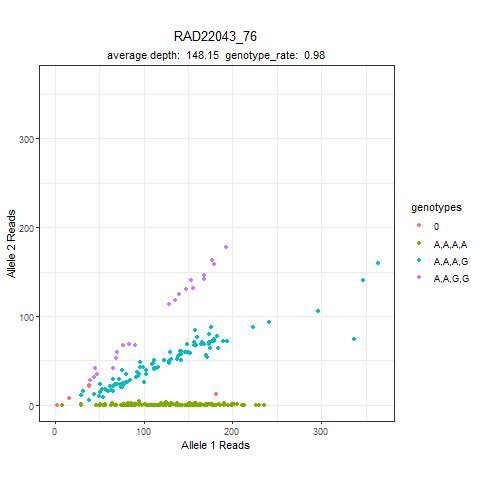 RAD22043_76
average depth:  148.15  genotype_rate:  0.98
Allele 2 Reads
300
200
100
0
0
100
200
300
Allele 1 Reads
genotypes
0
A,A,A,A
A,A,A,G
A,A,G,G